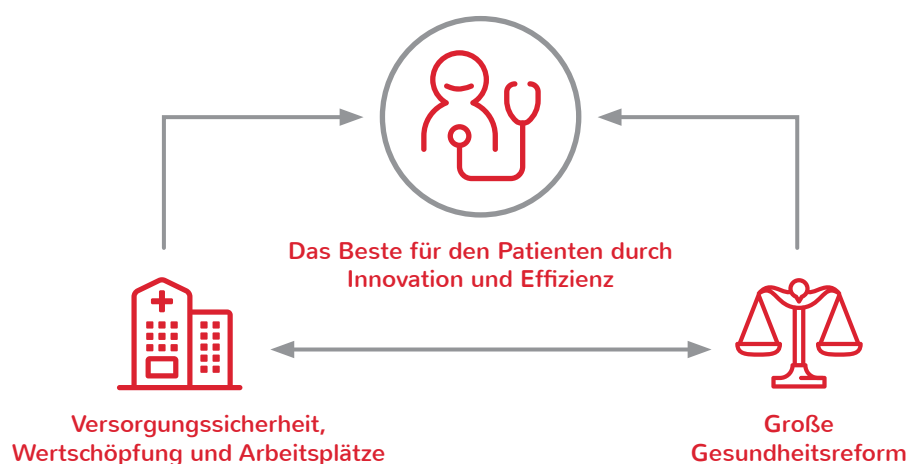 Das Beste für den Patienten durch
Innovation und Effizienz
Versorgungssicherheit,
Wertschöpfung und Arbeitsplätze
Große
Gesundheitsreform